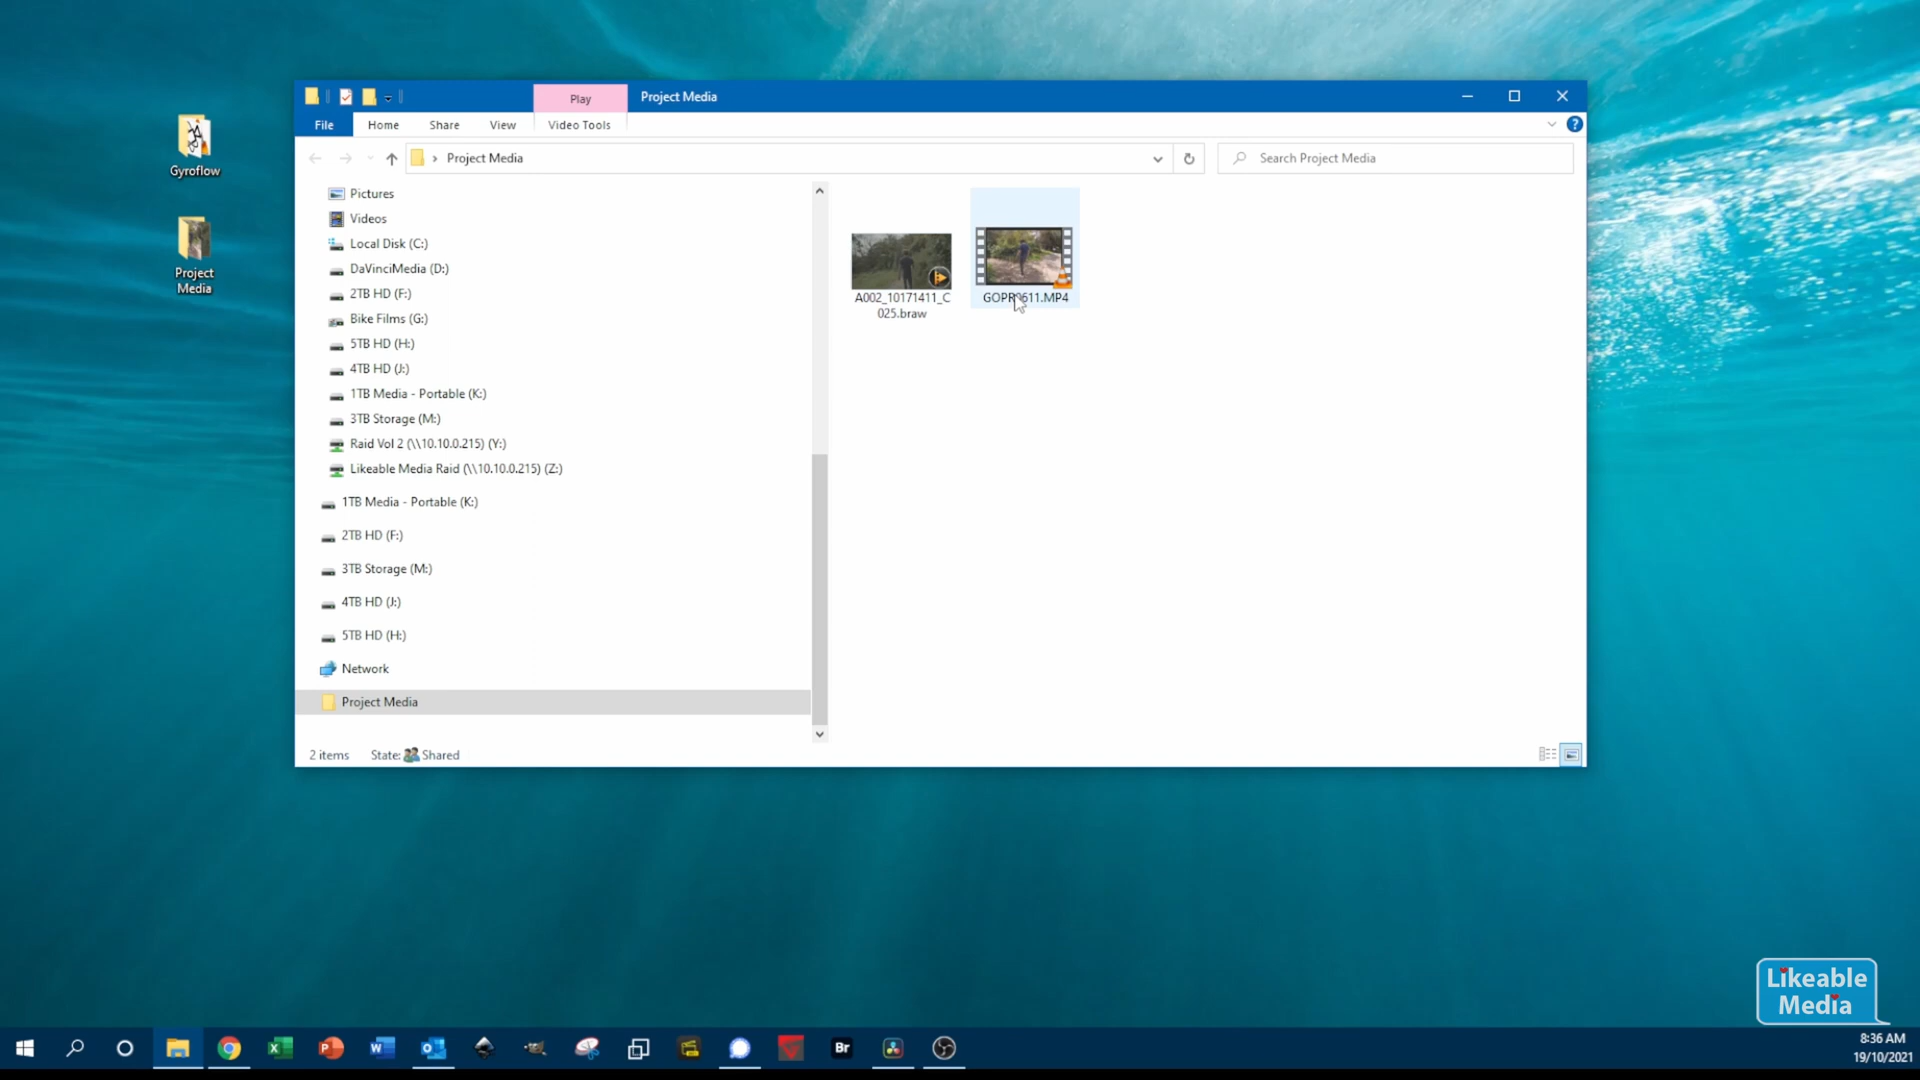 Gyroflow
Project
Media
Play
Project Media
File
Home
Share
View
Video Tools
Project Media
Search Project Media
Pictures
Videos
Local Disk (C:)
DaVinciMedia (D:)
2TB HD (F:)
Bike Films (G:)
5TB HD (H:)
4TB HD (J:)
1TB Media - Portable (K:)
3TB Storage (M:)
Raid Vol 2 (\\10.10.0.215) (Y:)
Likeable Media Raid (\\10.10.0.215) (Z:)
1TB Media - Portable (K:)
2TB HD (F:)
3TB Storage (M:)
4TB HD (J:)
5TB HD (H:)
Network
Project Media
A002_10171411_C
025.braw
2 items
State:
Shared
Likeable
Media
Br
8:36 AM
19/10/2021